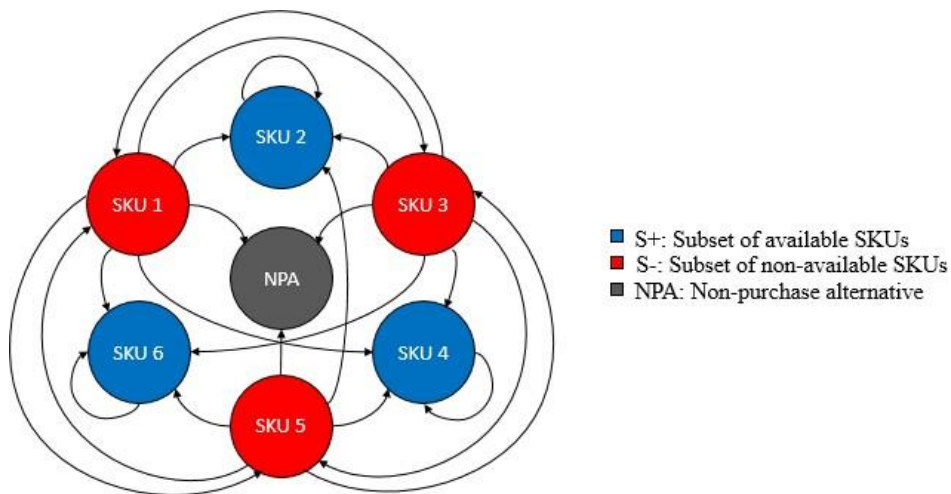 SKU 2
SKU 1
SKU 3
NPA
SKU 6
SKU 4
SKU 5
S+: Subset of available SKUs
S-: Subset of non-available SKUs
NPA: Non-purchase alternative